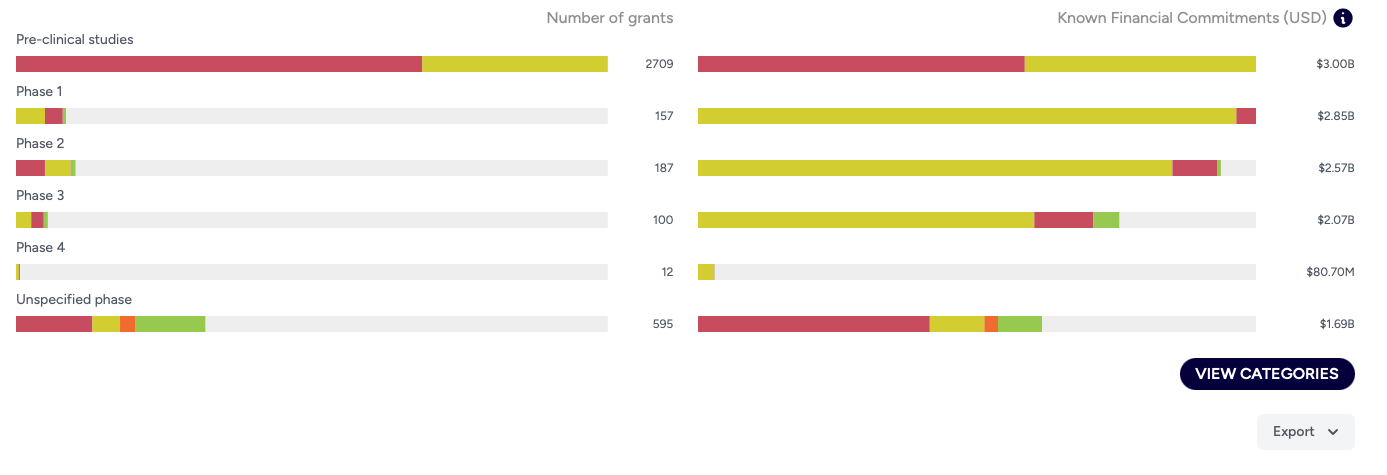 Number of grants
Known Financial Commitments (USD) i
Pre-clinical studies
2709
$3.00B
Phase 1
157
$2.85B
Phase 2
187
$2.57B
Phase 3
100
$2.07B
Phase 4
12
$80.70M
Unspecified phase
595
$1.69B
VIEW CATEGORIES
Export